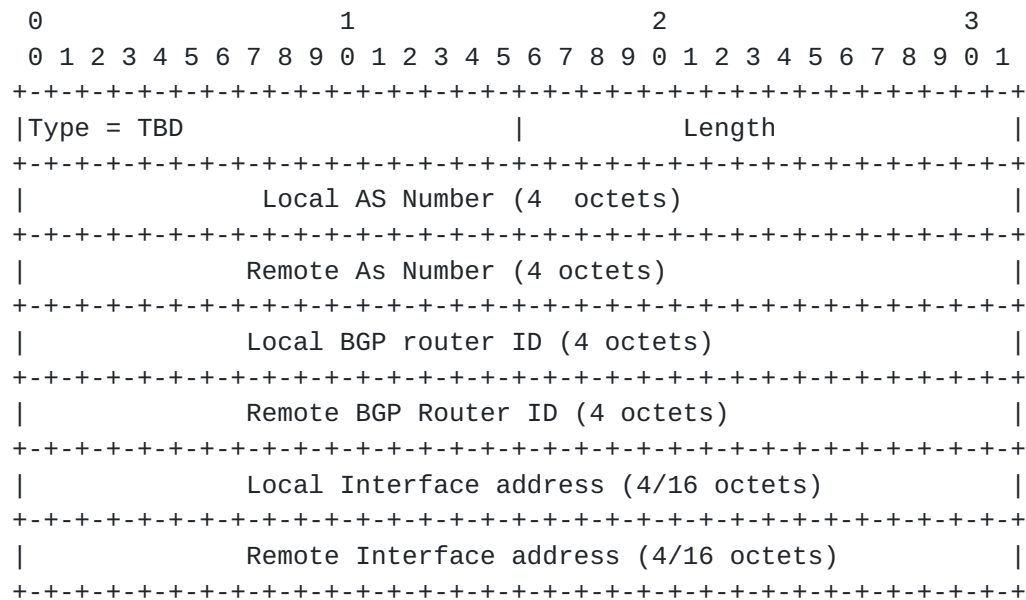 0                   1                   2                   3
 0 1 2 3 4 5 6 7 8 9 0 1 2 3 4 5 6 7 8 9 0 1 2 3 4 5 6 7 8 9 0 1
+-+-+-+-+-+-+-+-+-+-+-+-+-+-+-+-+-+-+-+-+-+-+-+-+-+-+-+-+-+-+-+-+
|Type = TBD                     |          Length               |
+-+-+-+-+-+-+-+-+-+-+-+-+-+-+-+-+-+-+-+-+-+-+-+-+-+-+-+-+-+-+-+-+
|               Local AS Number (4  octets)                     |
+-+-+-+-+-+-+-+-+-+-+-+-+-+-+-+-+-+-+-+-+-+-+-+-+-+-+-+-+-+-+-+-+
|              Remote As Number (4 octets)                      |
+-+-+-+-+-+-+-+-+-+-+-+-+-+-+-+-+-+-+-+-+-+-+-+-+-+-+-+-+-+-+-+-+
|              Local BGP router ID (4 octets)                   |
+-+-+-+-+-+-+-+-+-+-+-+-+-+-+-+-+-+-+-+-+-+-+-+-+-+-+-+-+-+-+-+-+
|              Remote BGP Router ID (4 octets)                  |
+-+-+-+-+-+-+-+-+-+-+-+-+-+-+-+-+-+-+-+-+-+-+-+-+-+-+-+-+-+-+-+-+
|              Local Interface address (4/16 octets)            |
+-+-+-+-+-+-+-+-+-+-+-+-+-+-+-+-+-+-+-+-+-+-+-+-+-+-+-+-+-+-+-+-+
|              Remote Interface address (4/16 octets)           |
+-+-+-+-+-+-+-+-+-+-+-+-+-+-+-+-+-+-+-+-+-+-+-+-+-+-+-+-+-+-+-+-+